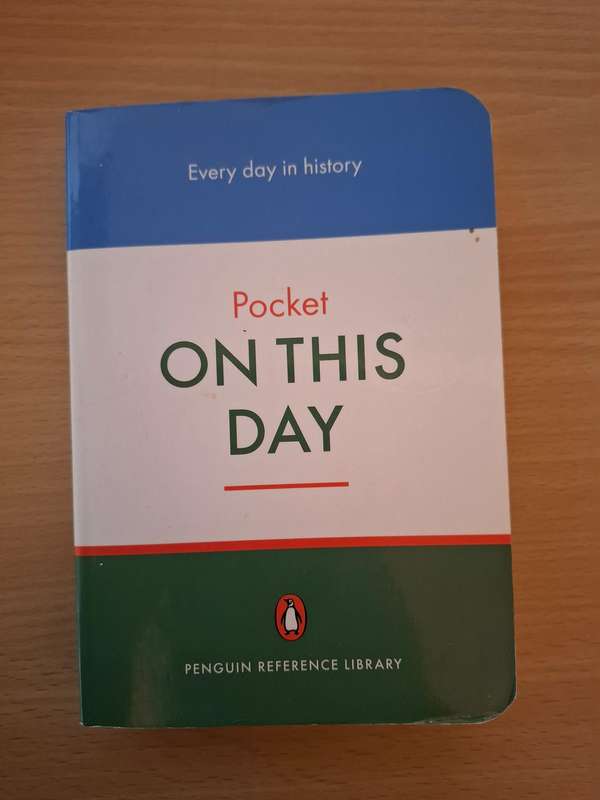 Every day in history
Pocket
ON THIS
DAY
PENGUIN REFERENCE LIBRARY